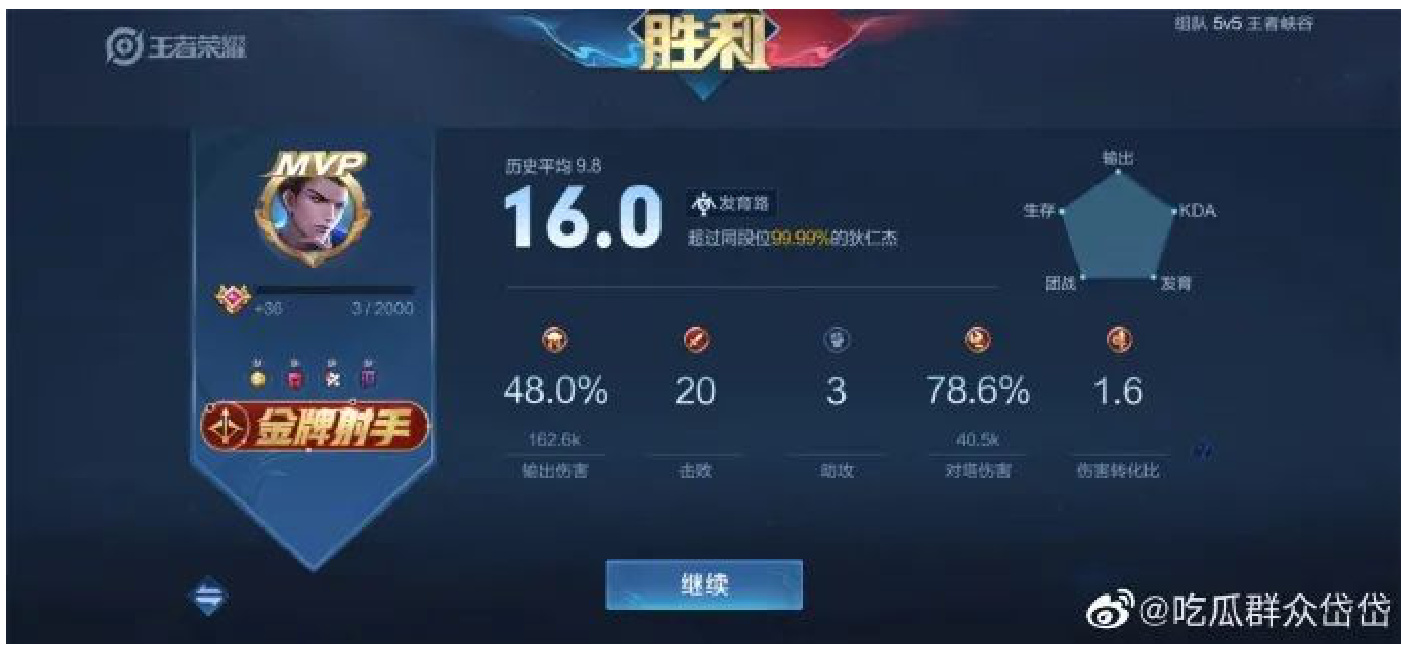 王者荣耀
胜利
组队 5v5 王者峡谷
MVP
历史平均 9.8
16.0
发育路
超过同段位99.99%的狄仁杰
输出
生存
KDA
团战
发育
+36
3 / 2000
金牌射手
48.0%
20
3
78.6%
1.6
162.6k
40.5k
输出伤害
击败
助攻
对塔伤害
伤害转化比
继续
@吃瓜群众岱岱